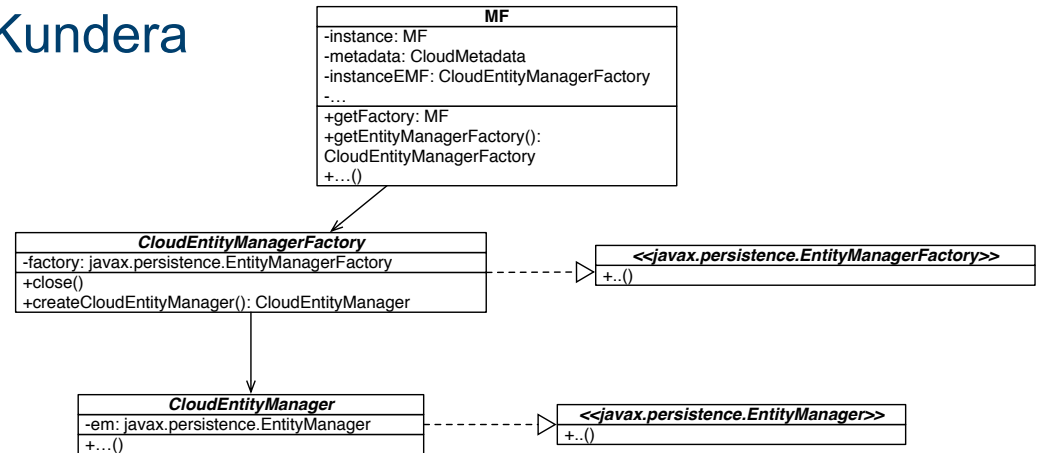 Kundera
MF
-instance: MF
-metadata: CloudMetadata
-instanceEMF: CloudEntityManagerFactory
-…
+getFactory: MF
+getEntityManagerFactory():
CloudEntityManagerFactory
+…()
CloudEntityManagerFactory
-factory: javax.persistence.EntityManagerFactory
+close()
+createCloudEntityManager(): CloudEntityManager
<<javax.persistence.EntityManagerFactory>>
+..()
CloudEntityManager
-em: javax.persistence.EntityManager
+…()
<<javax.persistence.EntityManager>>
+..()